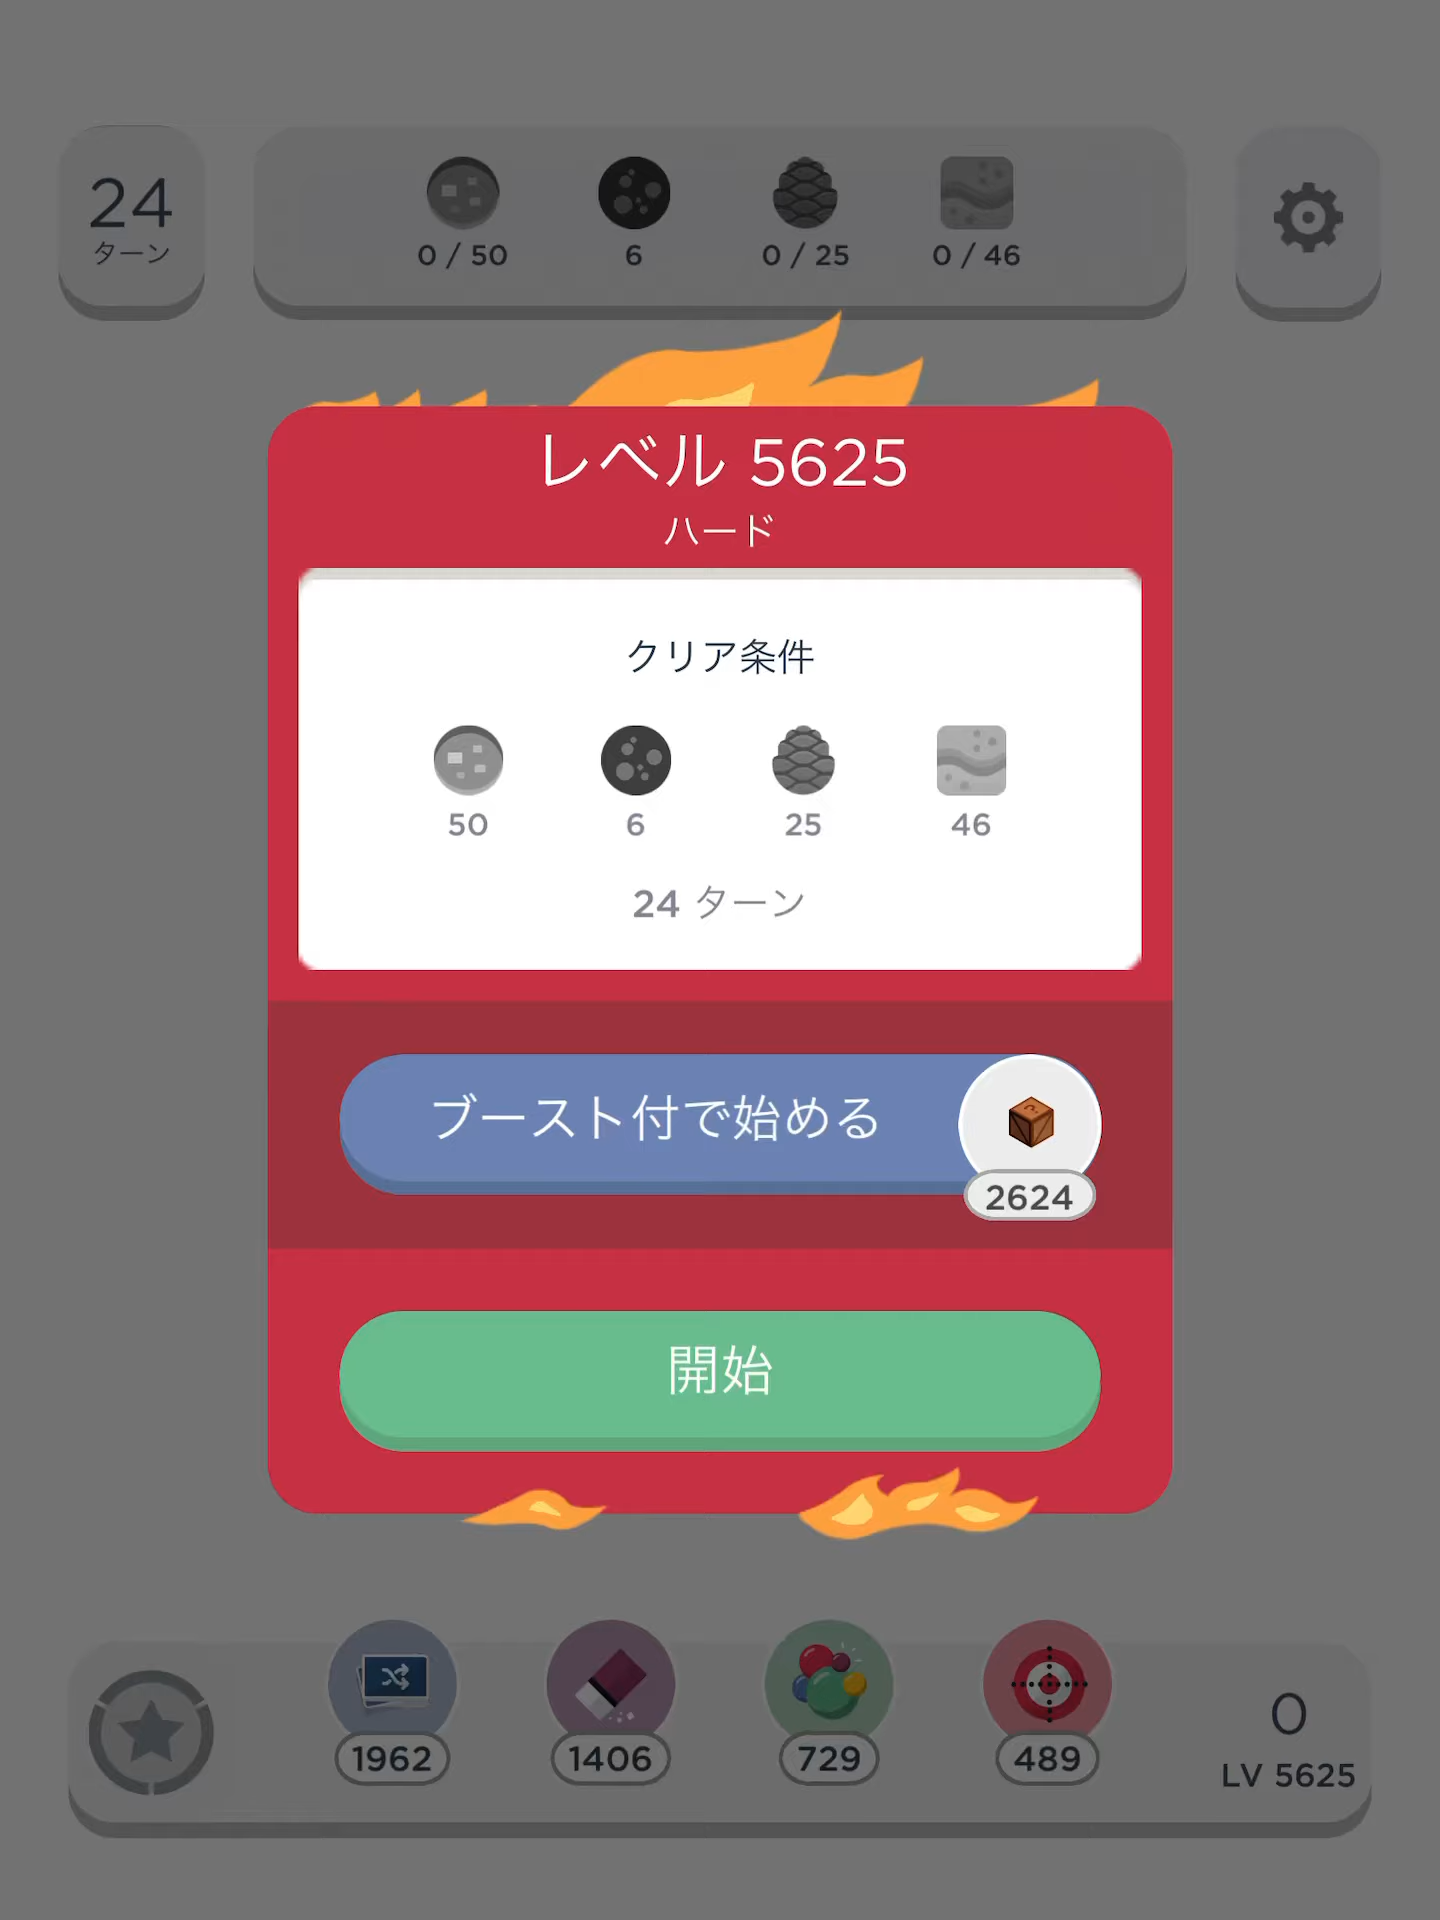 24
ターン
0 / 50
6
0 / 25
0 / 46
レベル 5625
ハード
クリア条件
50
6
25
46
24 ターン
ブースト付で始める
2624
開始
1962
1406
729
489
0
LV 5625